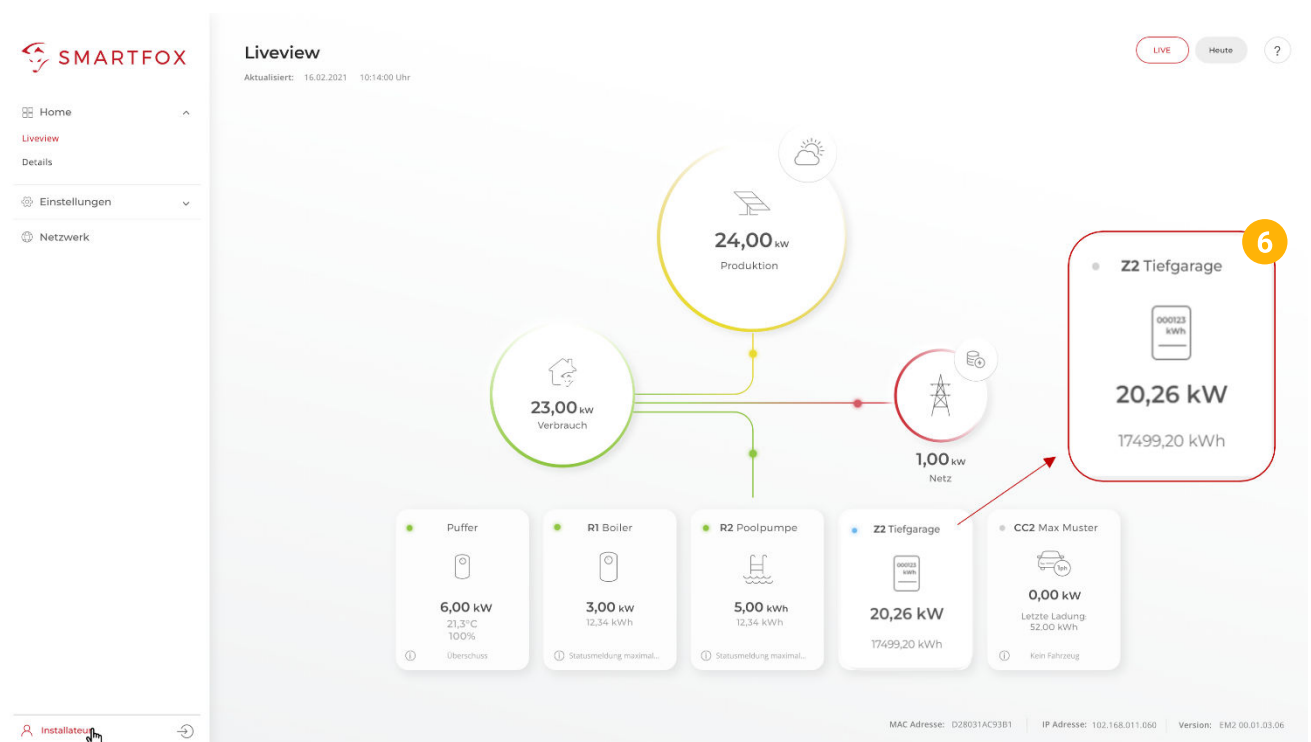 SMARTFOX
Home
Liveview
Details
Einstellungen
Netzwerk
Installateur
Liveview
Aktualisiert: 16.02.2021 10:14:00 Uhr
LIVE
Heute
?
24,00 kW
Produktion
23,00 kW
Verbrauch
1,00 kW
Netz
6
Z2 Tiefgarage
000123
kWh
20,26 kW
17499,20 kWh
Puffer
6,00 kW
21,3°C
100%
Überschuss
R1 Boiler
3,00 kW
12,34 kWh
Statusmeldung maximal...
R2 Poolpumpe
5,00 kWh
12,34 kWh
Statusmeldung maximal...
Z2 Tiefgarage
000123
kWh
20,26 kW
17499,20 kWh
CC2 Max Muster
1ph
0,00 kW
Letzte Ladung:
52.00 kWh
Kein Fahrzeug
MAC Adresse: D28031AC93B1 IP Adresse: 102.168.011.060 Version: EM2 00.01.03.06